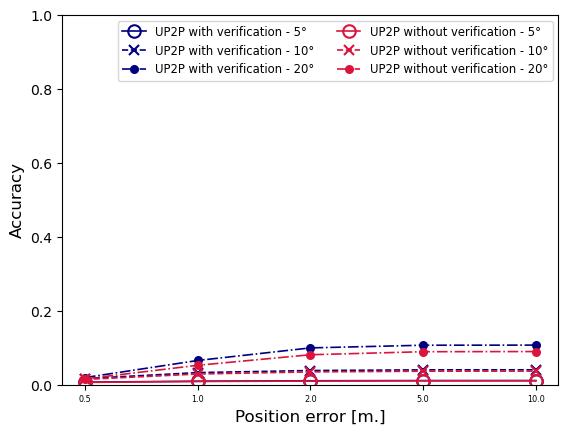 UP2P with verification - 5°
UP2P with verification - 10°
UP2P with verification - 20°
UP2P without verification - 5°
UP2P without verification - 10°
UP2P without verification - 20°
1.0
0.8
0.6
0.4
0.2
0.0
Accuracy
0.5 1.0 2.0 5.0 10.0
Position error [m.]